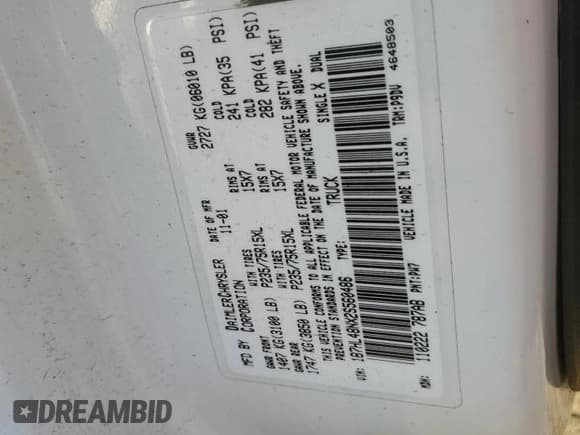 MFD BY DAIMLERCHRYSLER CORPORATION
DATE OF MFR 11-01
GVWR 2727 KG(06010 LB)
GAWR FRONT 1407 KG(3100 LB)
WITH TIRES P235/75R15XL
RIMS AT 15X7
COLD 241 KPA(35 PSI)
GAWR REAR 1747 KG(3850 LB)
WITH TIRES P235/75R15XL
RIMS AT 15X7
COLD 282 KPA(41 PSI)
THIS VEHICLE CONFORMS TO ALL APPLICABLE FEDERAL MOTOR VEHICLE SAFETY AND THEFT
PREVENTION STANDARDS IN EFFECT ON THE DATE OF MANUFACTURE SHOWN ABOVE.
VIN: 1B7HL48NX2S560486 TYPE: TRUCK SINGLE X DUAL
MDH: 110222 787AB PNT:PW7 VEHICLE MADE IN U.S.A. TRM:P9DV 4648503
DREAMBID